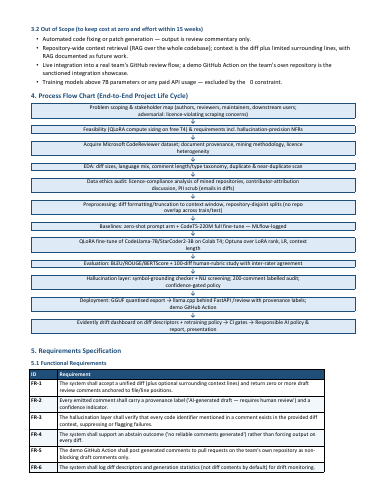 3.2 Out of Scope (to keep cost at zero and effort within 15 weeks)
• Automated code fixing or patch generation — output is review commentary only.
• Repository-wide context retrieval (RAG over the whole codebase); context is the diff plus limited surrounding lines, with
RAG documented as future work.
• Live integration into a real team's GitHub review flow; a demo GitHub Action on the team's own repository is the
sanctioned integration showcase.
• Training models above 7B parameters or any paid API usage — excluded by the 0 constraint.
4. Process Flow Chart (End-to-End Project Life Cycle)
Problem scoping & stakeholder map (authors, reviewers, maintainers, downstream users;
adversarial: licence-violating scraping concerns)
↓
Feasibility (QLoRA compute sizing on free T4) & requirements incl. hallucination-precision NFRs
↓
Acquire Microsoft CodeReviewer dataset; document provenance, mining methodology, licence
heterogeneity
↓
EDA: diff sizes, language mix, comment length/type taxonomy, duplicate & near-duplicate scan
↓
Data ethics audit: licence-compliance analysis of mined repositories, contributor-attribution
discussion, PII scrub (emails in diffs)
↓
Preprocessing: diff formatting/truncation to context window, repository-disjoint splits (no repo
overlap across train/test)
↓
Baselines: zero-shot prompt arm + CodeT5-220M full fine-tune — MLflow-logged
↓
QLoRA fine-tune of CodeLlama-7B/StarCoder2-3B on Colab T4; Optuna over LoRA rank, LR, context
length
↓
Evaluation: BLEU/ROUGE/BERTScore + 100-diff human rubric study with inter-rater agreement
↓
Hallucination layer: symbol-grounding checker + NLI screening; 200-comment labelled audit;
confidence-gated policy
↓
Deployment: GGUF quantised export → llama.cpp behind FastAPI /review with provenance labels;
demo GitHub Action
↓
Evidently drift dashboard on diff descriptors + retraining policy → CI gates → Responsible AI policy &
report, presentation
5. Requirements Specification
5.1 Functional Requirements
ID Requirement
FR-1 The system shall accept a unified diff (plus optional surrounding context lines) and return zero or more draft
review comments anchored to file/line positions.
FR-2 Every emitted comment shall carry a provenance label ('AI-generated draft — requires human review') and a
confidence indicator.
FR-3 The hallucination layer shall verify that every code identifier mentioned in a comment exists in the provided diff
context, suppressing or flagging failures.
FR-4 The system shall support an abstain outcome ('no reliable comments generated') rather than forcing output on
every diff.
FR-5 The demo GitHub Action shall post generated comments to pull requests on the team's own repository as non-
blocking draft comments only.
FR-6 The system shall log diff descriptors and generation statistics (not diff contents by default) for drift monitoring.